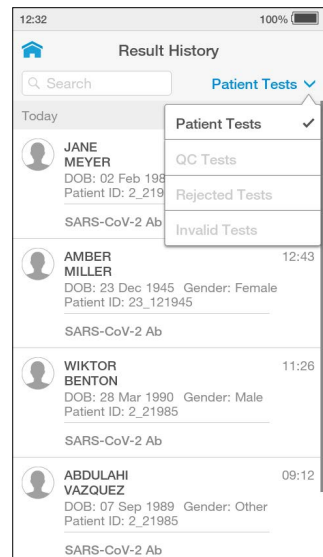 12:32 100%
Result History
Search Patient Tests
Today
Patient Tests
QC Tests
Rejected Tests
Invalid Tests
JANE
MEYER
DOB: 02 Feb 198
Patient ID: 2_219
SARS-CoV-2 Ab
AMBER 12:43
MILLER
DOB: 23 Dec 1945 Gender: Female
Patient ID: 23_121945
SARS-CoV-2 Ab
WIKTOR 11:26
BENTON
DOB: 28 Mar 1990 Gender: Male
Patient ID: 2_21985
SARS-CoV-2 Ab
ABDULAHI 09:12
VAZQUEZ
DOB: 07 Sep 1989 Gender: Other
Patient ID: 2_21985
SARS-CoV-2 Ab